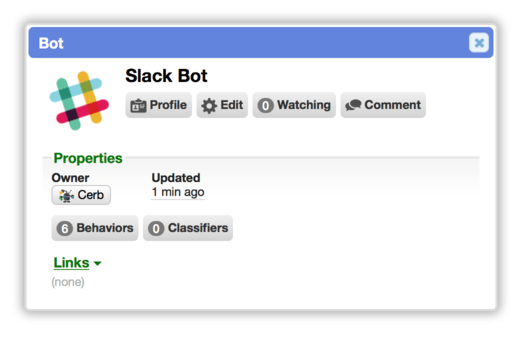 Bot
Slack Bot
Profile Edit 0 Watching Comment
Properties
Owner Updated
Cerb 1 min ago
6 Behaviors 0 Classifiers
Links
(none)